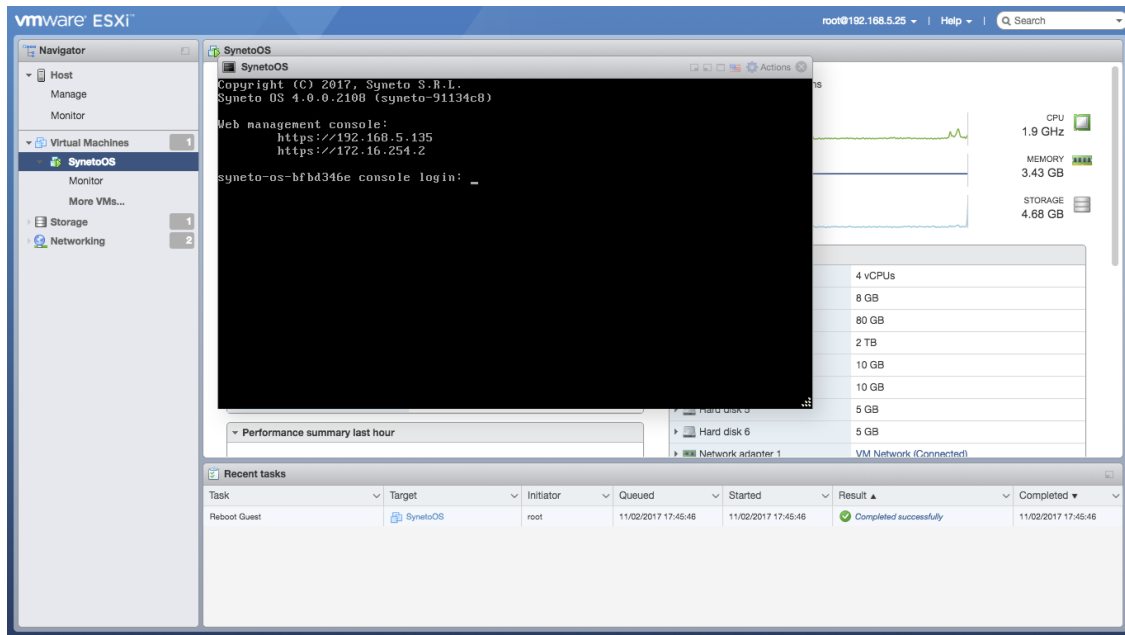 vmware ESXi™
root@192.168.5.25
Help
Search
Navigator
Host
Manage
Monitor
Virtual Machines 1
SynetoOS
Monitor
More VMs...
Storage 1
Networking 2
SynetoOS
SynetoOS
Actions
Copyright (C) 2017, Syneto S.R.L.
Syneto OS 4.0.0.2108 (syneto-91134c8)
Web management console:
https://192.168.5.135
https://172.16.254.2
syneto-os-bfbd346e console login: _
CPU
1.9 GHz
MEMORY
3.43 GB
STORAGE
4.68 GB
4 vCPUs
8 GB
80 GB
2 TB
10 GB
10 GB
Hard disk 5 5 GB
Hard disk 6 5 GB
Network adapter 1 VM Network (Connected)
Performance summary last hour
Recent tasks
Task Target Initiator Queued Started Result Completed
Reboot Guest SynetoOS root 11/02/2017 17:45:46 11/02/2017 17:45:46 Completed successfully 11/02/2017 17:45:46